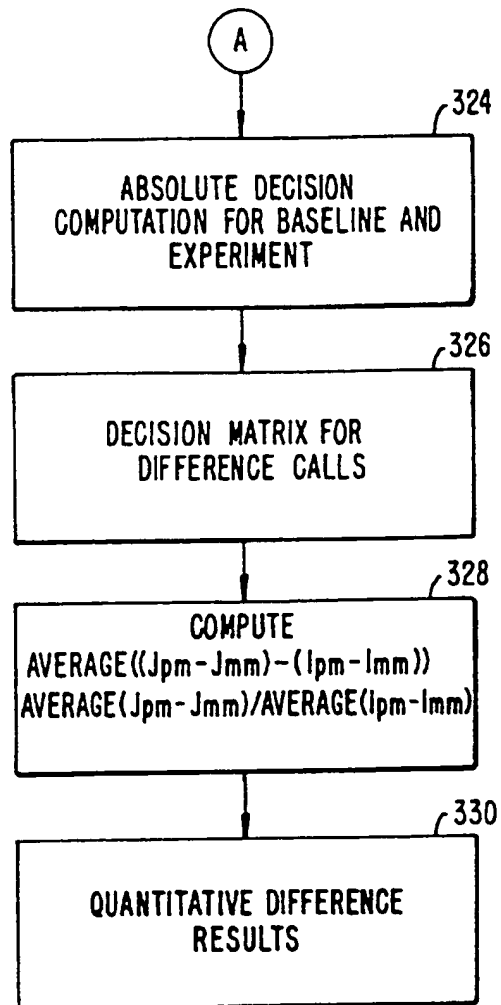 A
324
ABSOLUTE DECISION
COMPUTATION FOR BASELINE AND
EXPERIMENT
326
DECISION MATRIX FOR
DIFFERENCE CALLS
328
COMPUTE
AVERAGE((Jpm-Jmm)-(Ipm-Imm))
AVERAGE(Jpm-Jmm)/AVERAGE(Ipm-Imm)
330
QUANTITATIVE DIFFERENCE
RESULTS